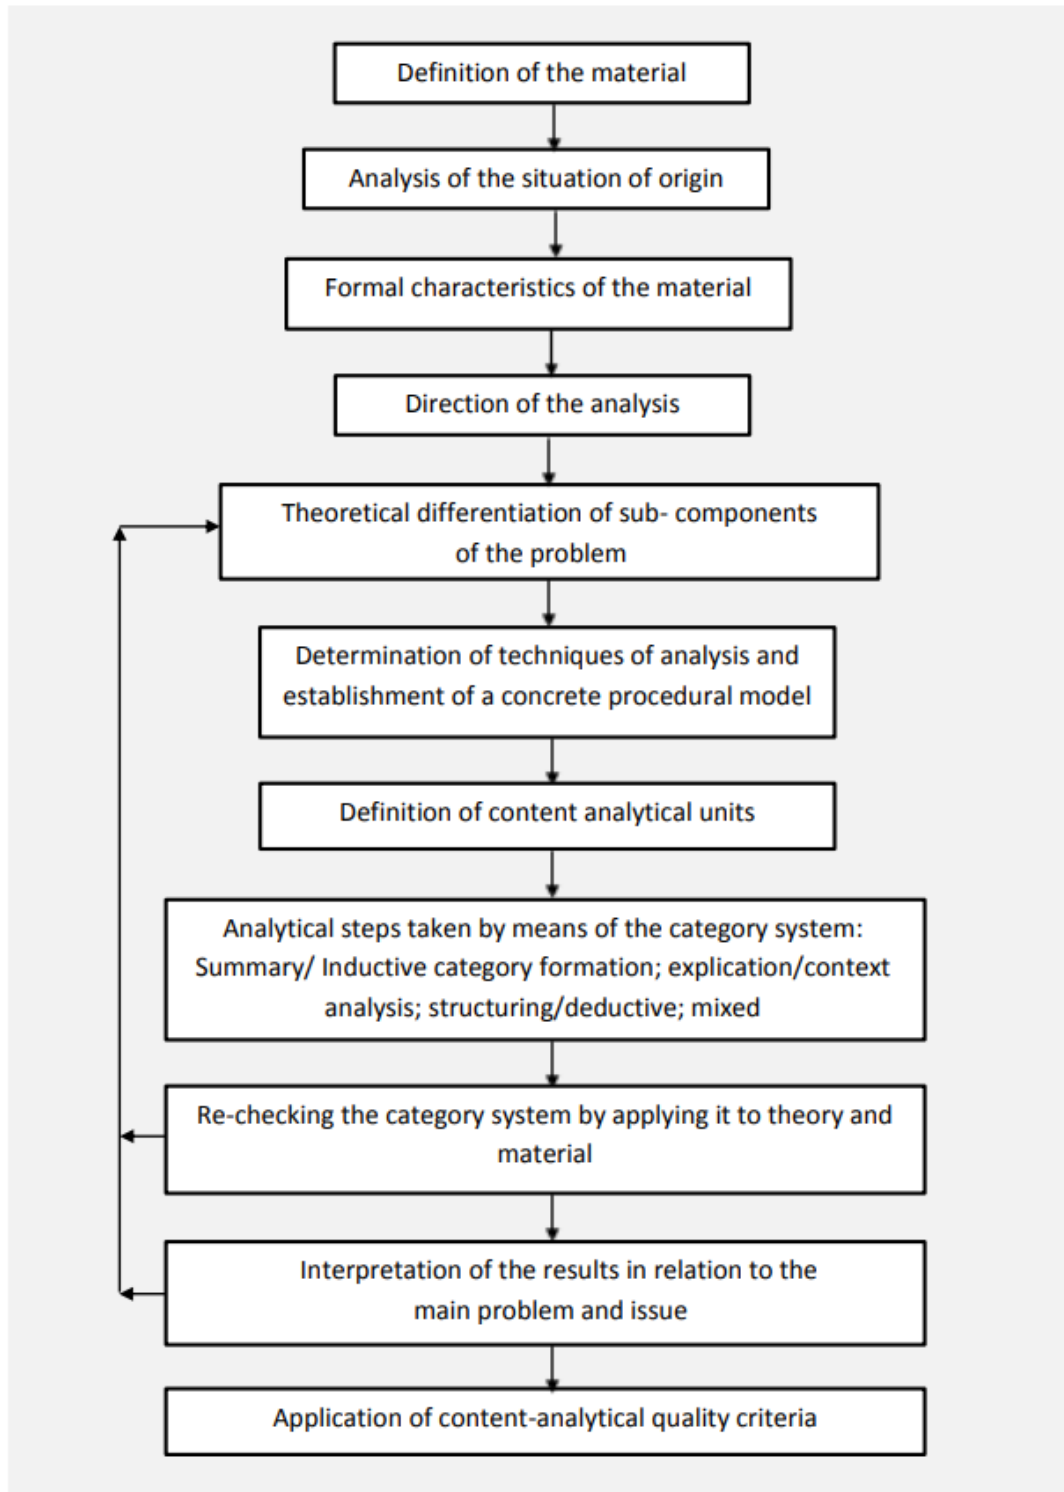 Definition of the material
Analysis of the situation of origin
Formal characteristics of the material
Direction of the analysis
Theoretical differentiation of sub- components
of the problem
Determination of techniques of analysis and
establishment of a concrete procedural model
Definition of content analytical units
Analytical steps taken by means of the category system:
Summary/ Inductive category formation; explication/context
analysis; structuring/deductive; mixed
Re-checking the category system by applying it to theory and
material
Interpretation of the results in relation to the
main problem and issue
Application of content-analytical quality criteria